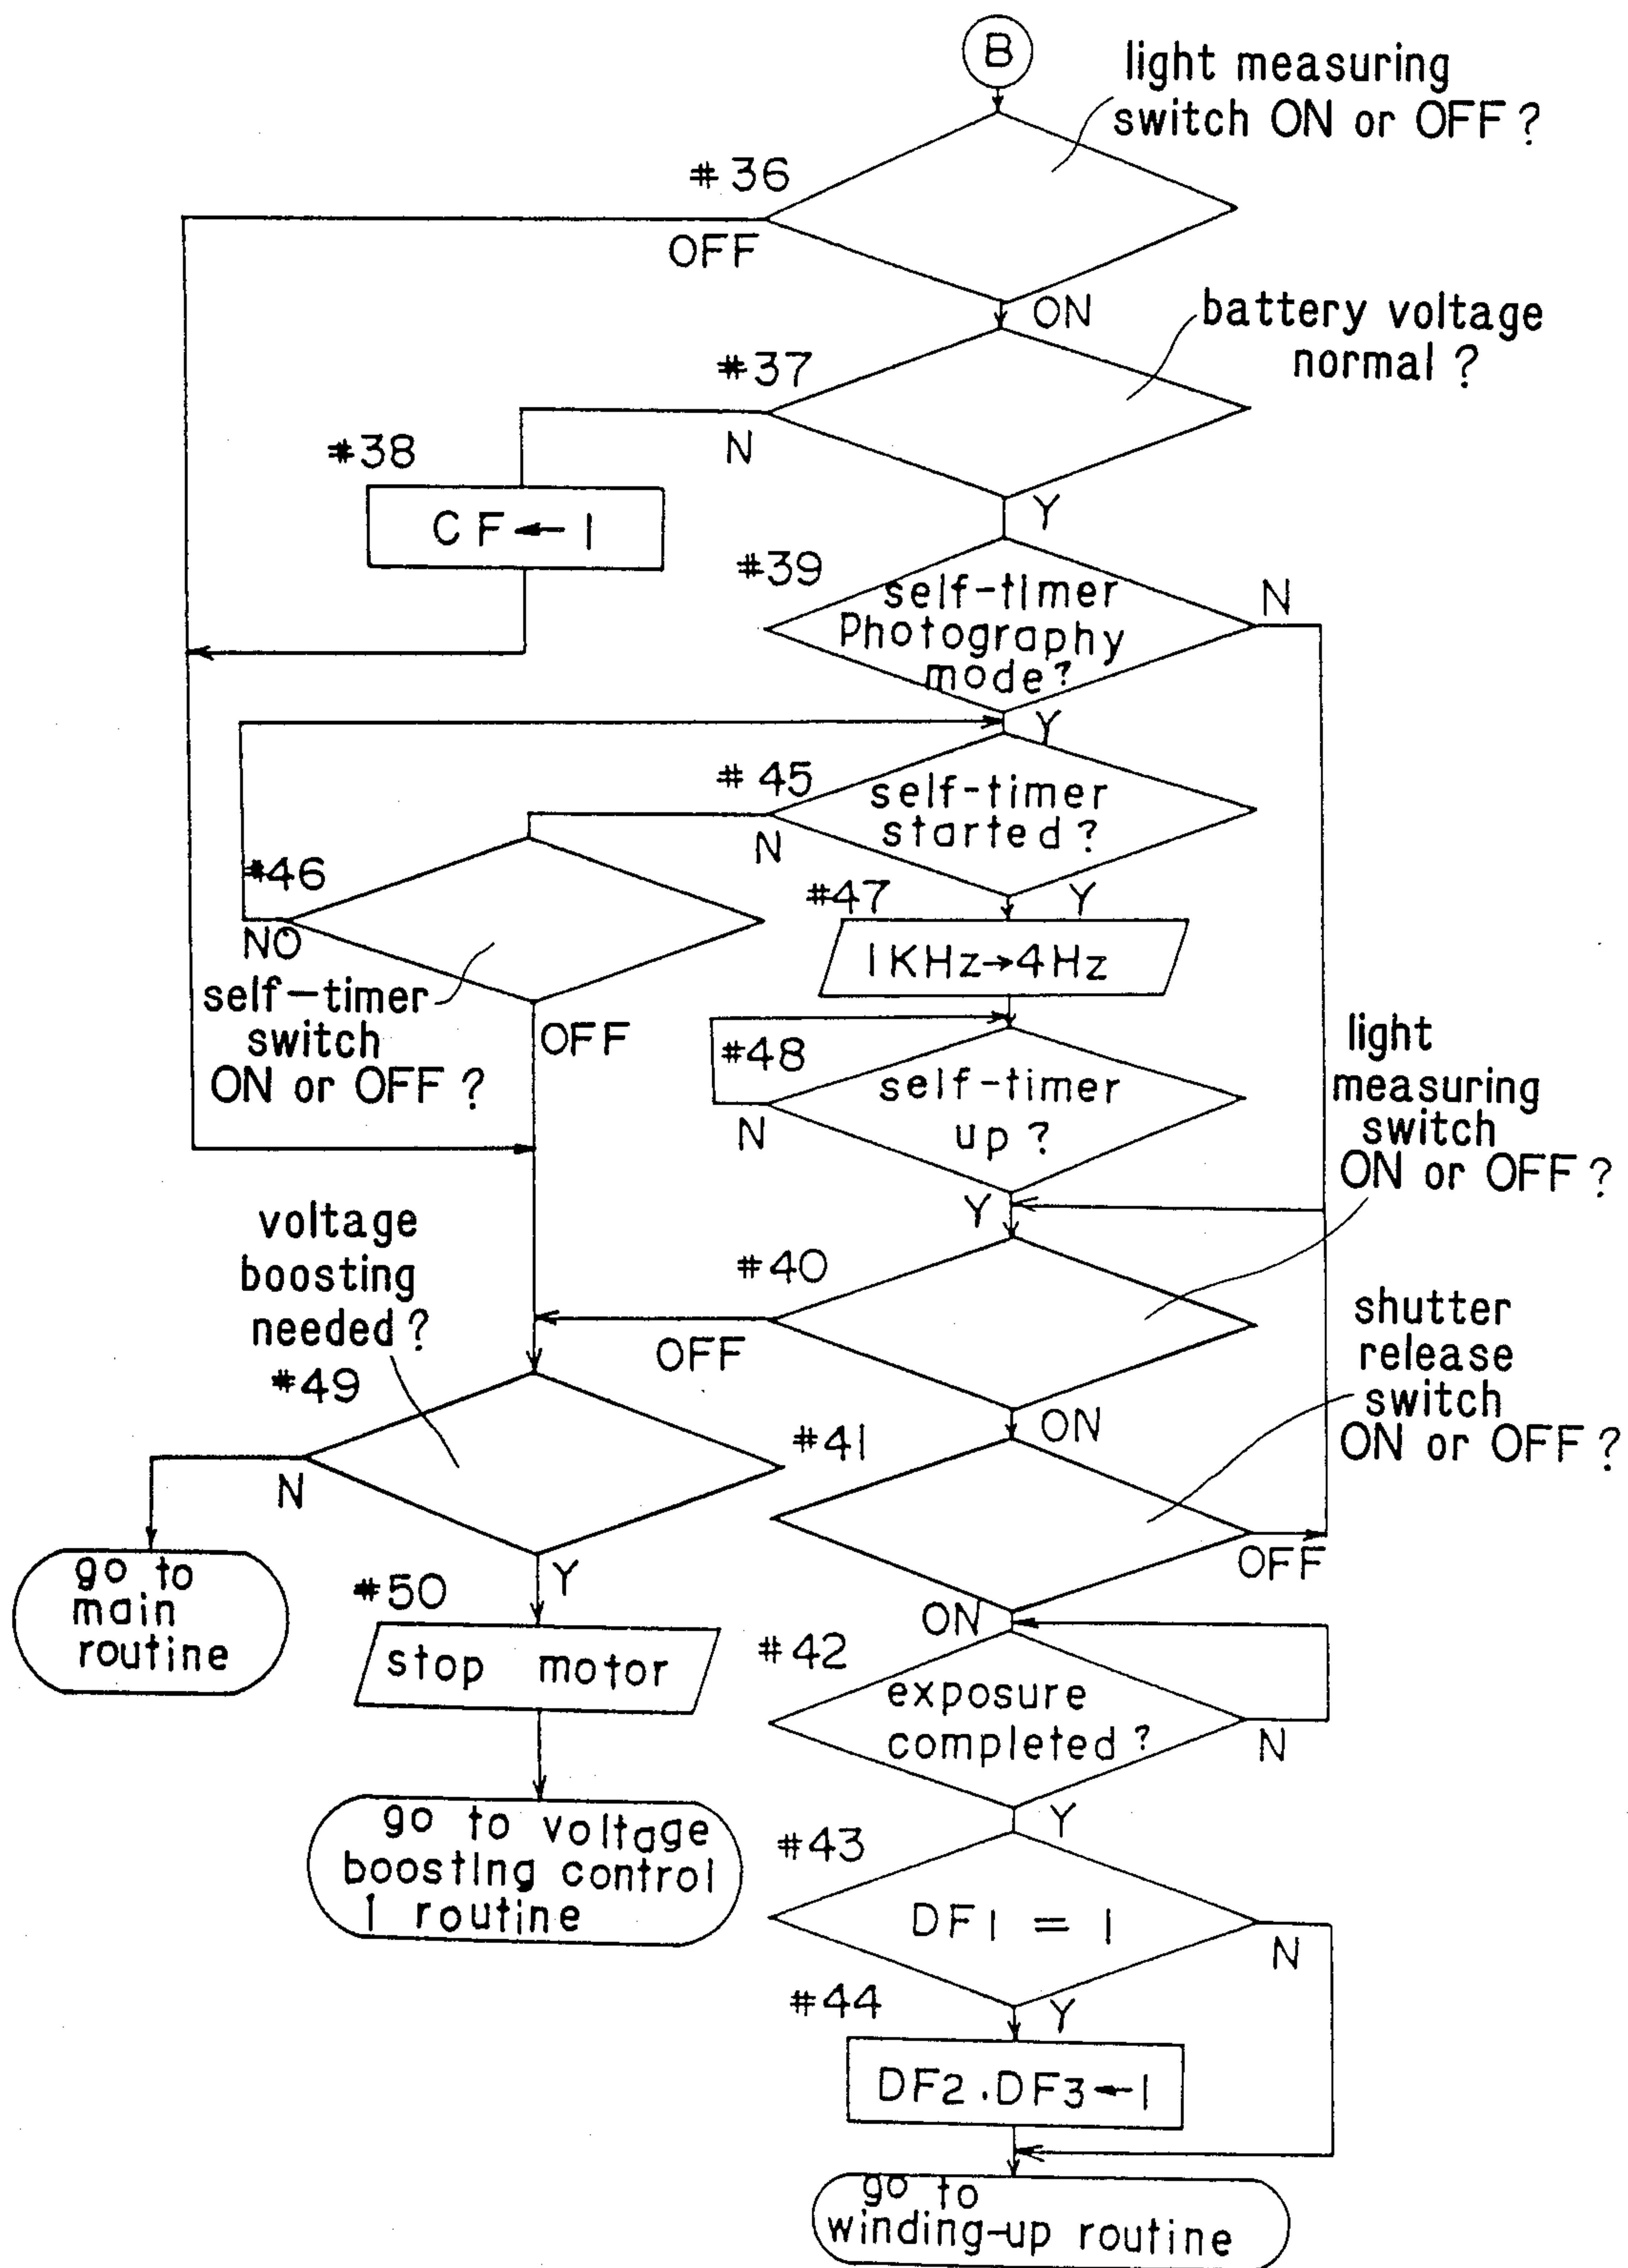 B
light measuring
switch ON or OFF?
#36
OFF
ON
battery voltage
normal?
#37
N
#38
CF←1
Y
#39
self-timer
Photography
mode?
N
Y
#45
self-timer
started?
N
#46
NO
self-timer
switch
ON or OFF?
OFF
#47
Y
1KHz→4Hz
#48
self-timer
up?
N
Y
light
measuring
switch
ON or OFF?
voltage
boosting
needed?
#49
#40
OFF
ON
shutter
release
switch
ON or OFF?
#41
OFF
ON
N
go to
main
routine
Y
#50
stop motor
#42
exposure
completed?
N
Y
go to voltage
boosting control
1 routine
#43
DF1 = 1
N
#44
Y
DF2.DF3←1
go to
winding-up routine